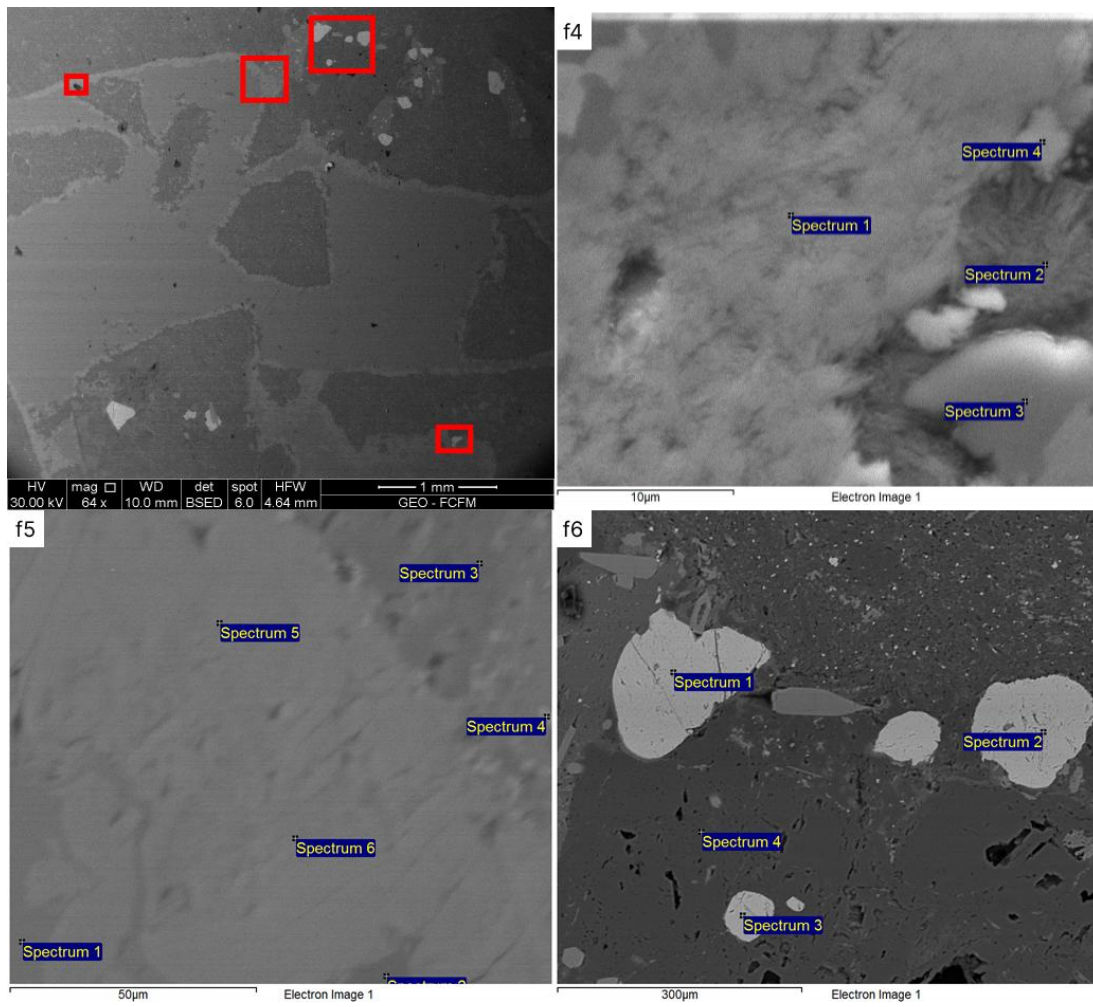 HV mag □ WD det spot HFW 1 mm
30.00 kV 64 x 10.0 mm BSED 6.0 4.64 mm GEO - FCFM
f4
Spectrum 4
Spectrum 1
Spectrum 2
Spectrum 3
10µm Electron Image 1
f5
Spectrum 3
Spectrum 5
Spectrum 4
Spectrum 6
Spectrum 1
50µm Electron Image 1
f6
Spectrum 1
Spectrum 2
Spectrum 4
Spectrum 3
300µm Electron Image 1